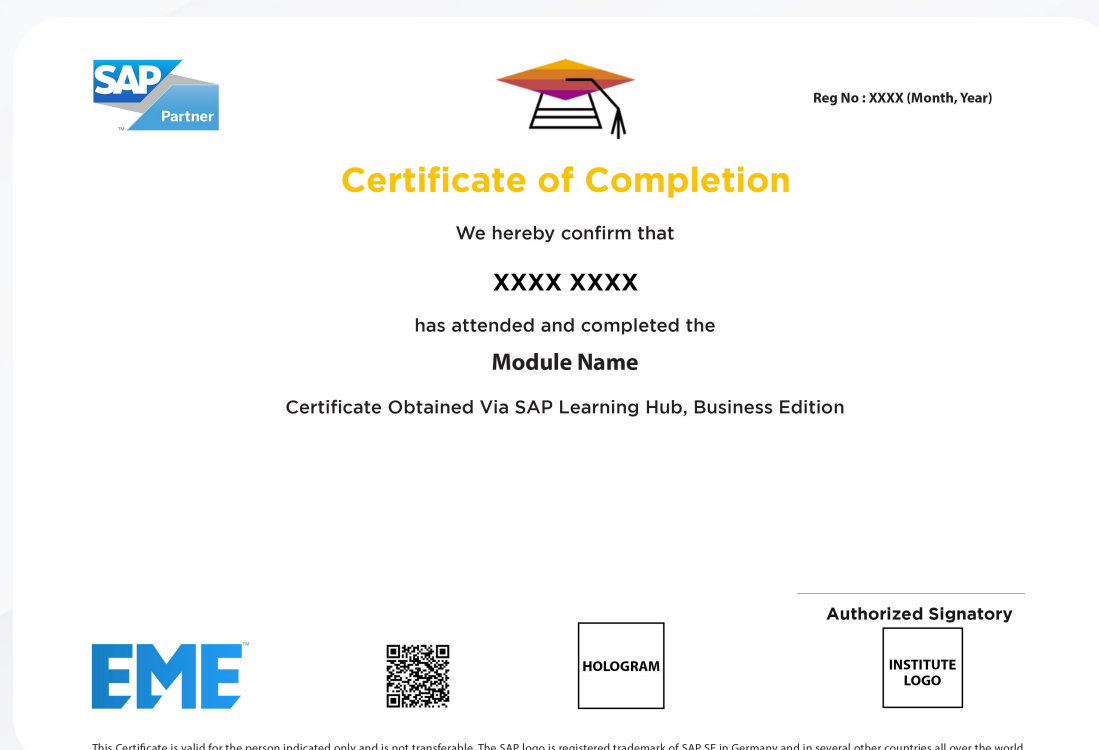 SAP
Partner
TM
Reg No : XXXX (Month, Year)
Certificate of Completion
We hereby confirm that
XXXX XXXX
has attended and completed the
Module Name
Certificate Obtained Via SAP Learning Hub, Business Edition
Authorized Signatory
EME TM
HOLOGRAM
INSTITUTE
LOGO
This Certificate is valid for the person indicated only and is not transferable. The SAP logo is registered trademark of SAP SE in Germany and in several other countries all over the world